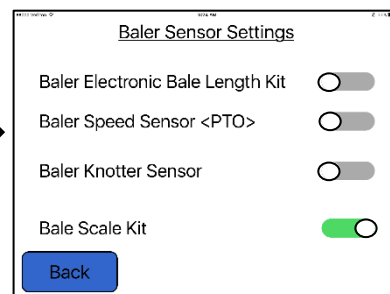 Baler Sensor Settings
Baler Electronic Bale Length Kit
Baler Speed Sensor <PTO>
Baler Knotter Sensor
Bale Scale Kit
Back